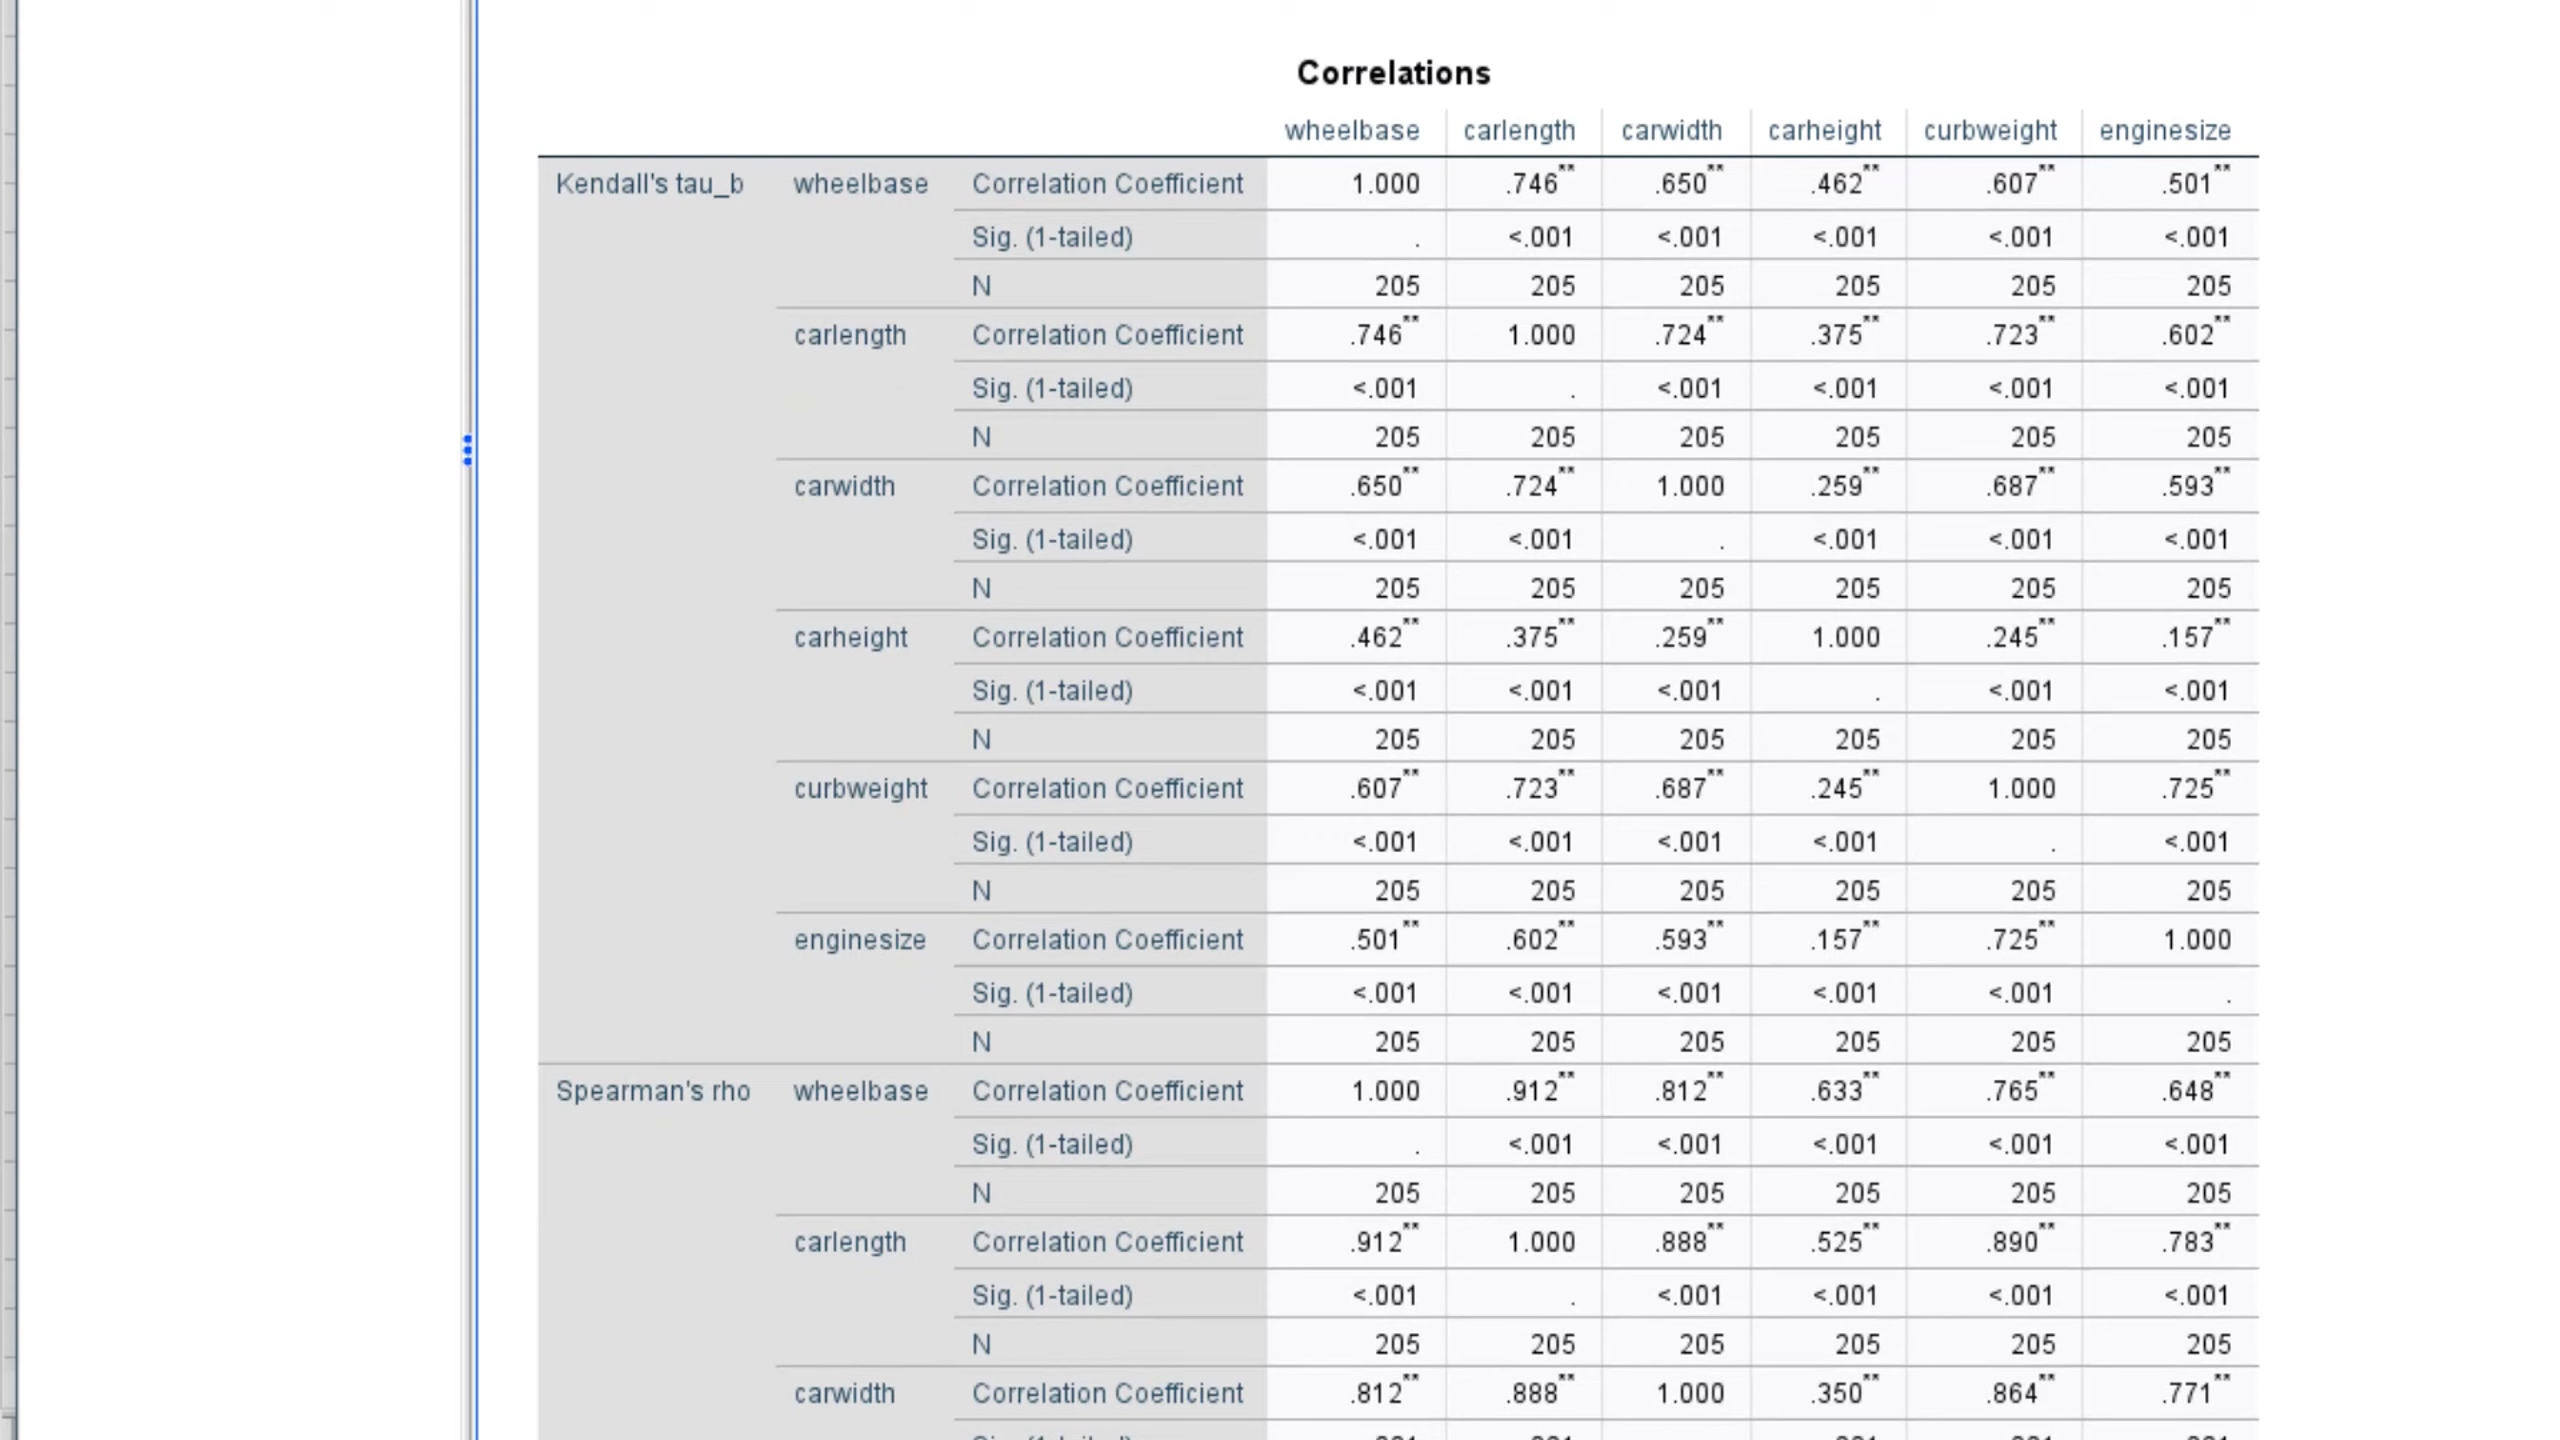 Correlations
wheelbase carlength carwidth carheight curbweight enginesize
Kendall's tau_b wheelbase Correlation Coefficient 1.000 .746** .650** .462** .607** .501**
Sig. (1-tailed) . <.001 <.001 <.001 <.001 <.001
N 205 205 205 205 205 205
carlength Correlation Coefficient .746** 1.000 .724** .375** .723** .602**
Sig. (1-tailed) <.001 . <.001 <.001 <.001 <.001
N 205 205 205 205 205 205
carwidth Correlation Coefficient .650** .724** 1.000 .259** .687** .593**
Sig. (1-tailed) <.001 <.001 . <.001 <.001 <.001
N 205 205 205 205 205 205
carheight Correlation Coefficient .462** .375** .259** 1.000 .245** .157**
Sig. (1-tailed) <.001 <.001 <.001 . <.001 <.001
N 205 205 205 205 205 205
curbweight Correlation Coefficient .607** .723** .687** .245** 1.000 .725**
Sig. (1-tailed) <.001 <.001 <.001 <.001 . <.001
N 205 205 205 205 205 205
enginesize Correlation Coefficient .501** .602** .593** .157** .725** 1.000
Sig. (1-tailed) <.001 <.001 <.001 <.001 <.001 .
N 205 205 205 205 205 205
Spearman's rho wheelbase Correlation Coefficient 1.000 .912** .812** .633** .765** .648**
Sig. (1-tailed) . <.001 <.001 <.001 <.001 <.001
N 205 205 205 205 205 205
carlength Correlation Coefficient .912** 1.000 .888** .525** .890** .783**
Sig. (1-tailed) <.001 . <.001 <.001 <.001 <.001
N 205 205 205 205 205 205
carwidth Correlation Coefficient .812** .888** 1.000 .350** .864** .771**